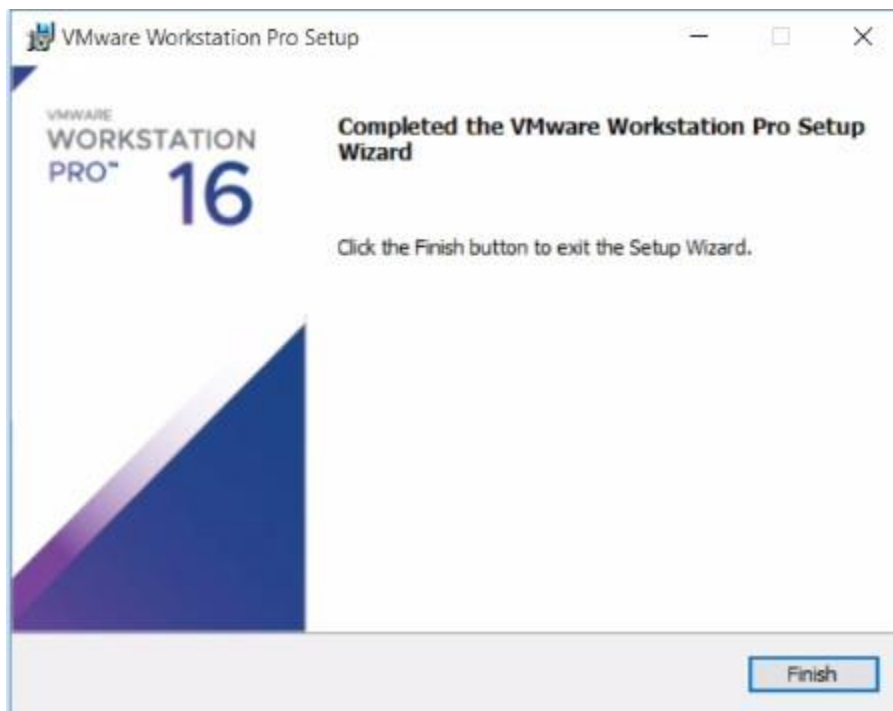 VMware Workstation Pro Setup
VMWARE
WORKSTATION
PRO™
16
Completed the VMware Workstation Pro Setup
Wizard
Click the Finish button to exit the Setup Wizard.
Finish